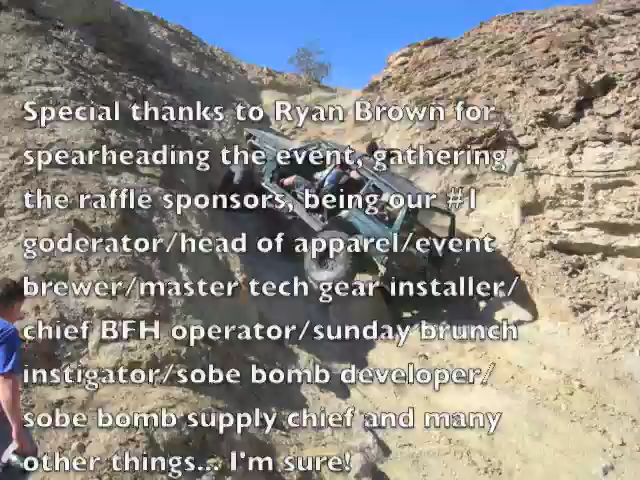 Special thanks to Ryan Brown for
spearheading the event, gathering
the raffle sponsors, being our #1
goderator/head of apparel/event
brewer/master tech gear installer/
chief BFH operator/sunday brunch
instigator/sobe bomb developer/
sobe bomb supply chief and many
other things... I'm sure!